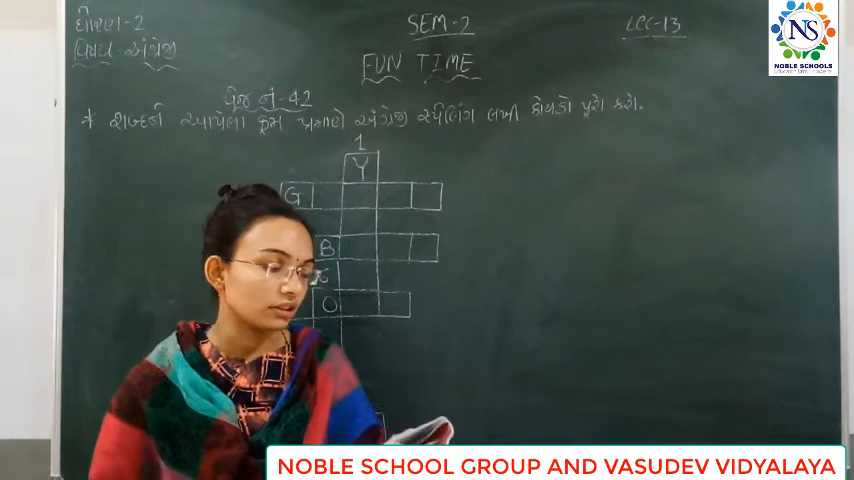 ધોરણ-2
SEM-2
LEC-13
વિષય-અંગ્રેજી
FUN TIME
પેજ નં-42
* શબ્દની આપેલા ક્રમ પ્રમાણે અંગ્રેજી સ્પીલિંગ લખી કોયડો પૂરો કરો.
1
Y
G
B
O
NS
NOBLE SCHOOLS
NOBLE SCHOOL GROUP AND VASUDEV VIDYALAYA